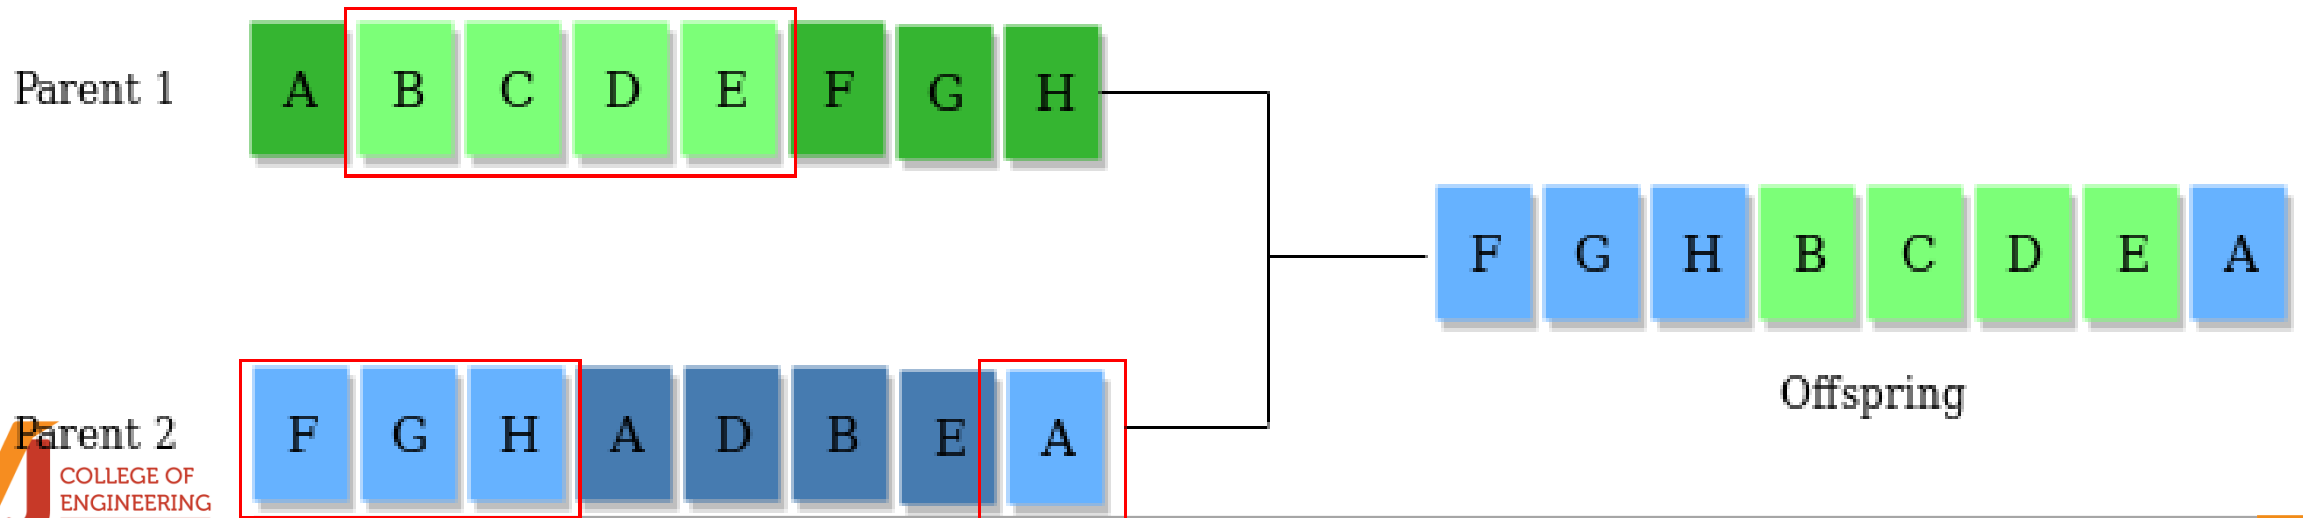 Parent 1 A B C D E F G H
F G H B C D E A
Offspring
Parent 2 F G H A D B E A
COLLEGE OF
ENGINEERING